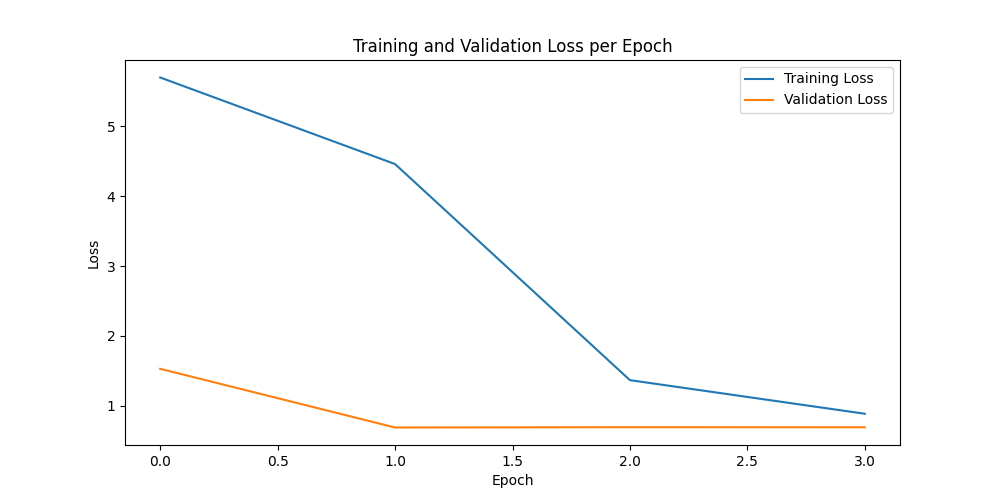 Training and Validation Loss per Epoch
Training Loss
Validation Loss
Loss
5
4
3
2
1
0.0 0.5 1.0 1.5 2.0 2.5 3.0
Epoch